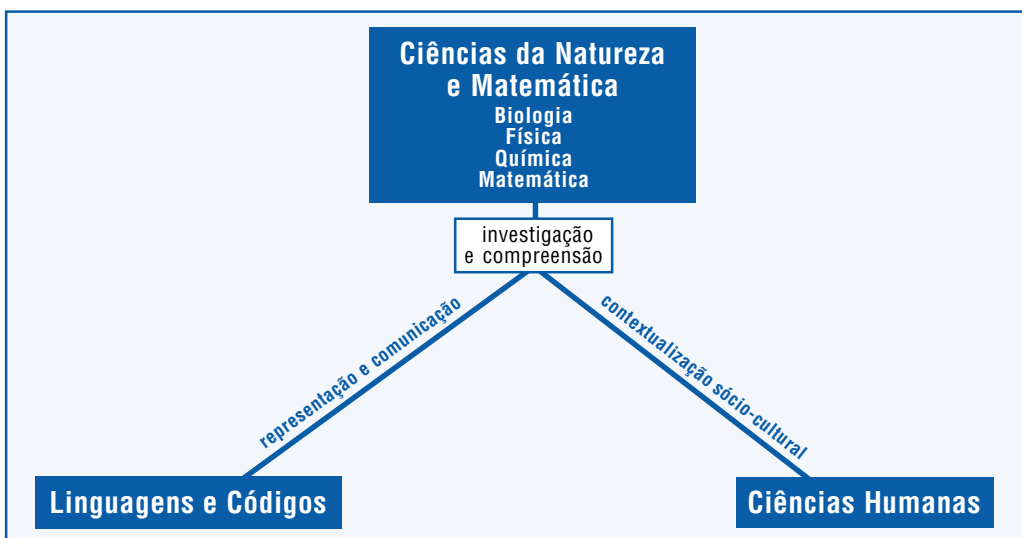 Ciências da Natureza
e Matemática
Biologia
Física
Química
Matemática
investigação
e compreensão
representação e comunicação
contextualização sócio-cultural
Linguagens e Códigos
Ciências Humanas